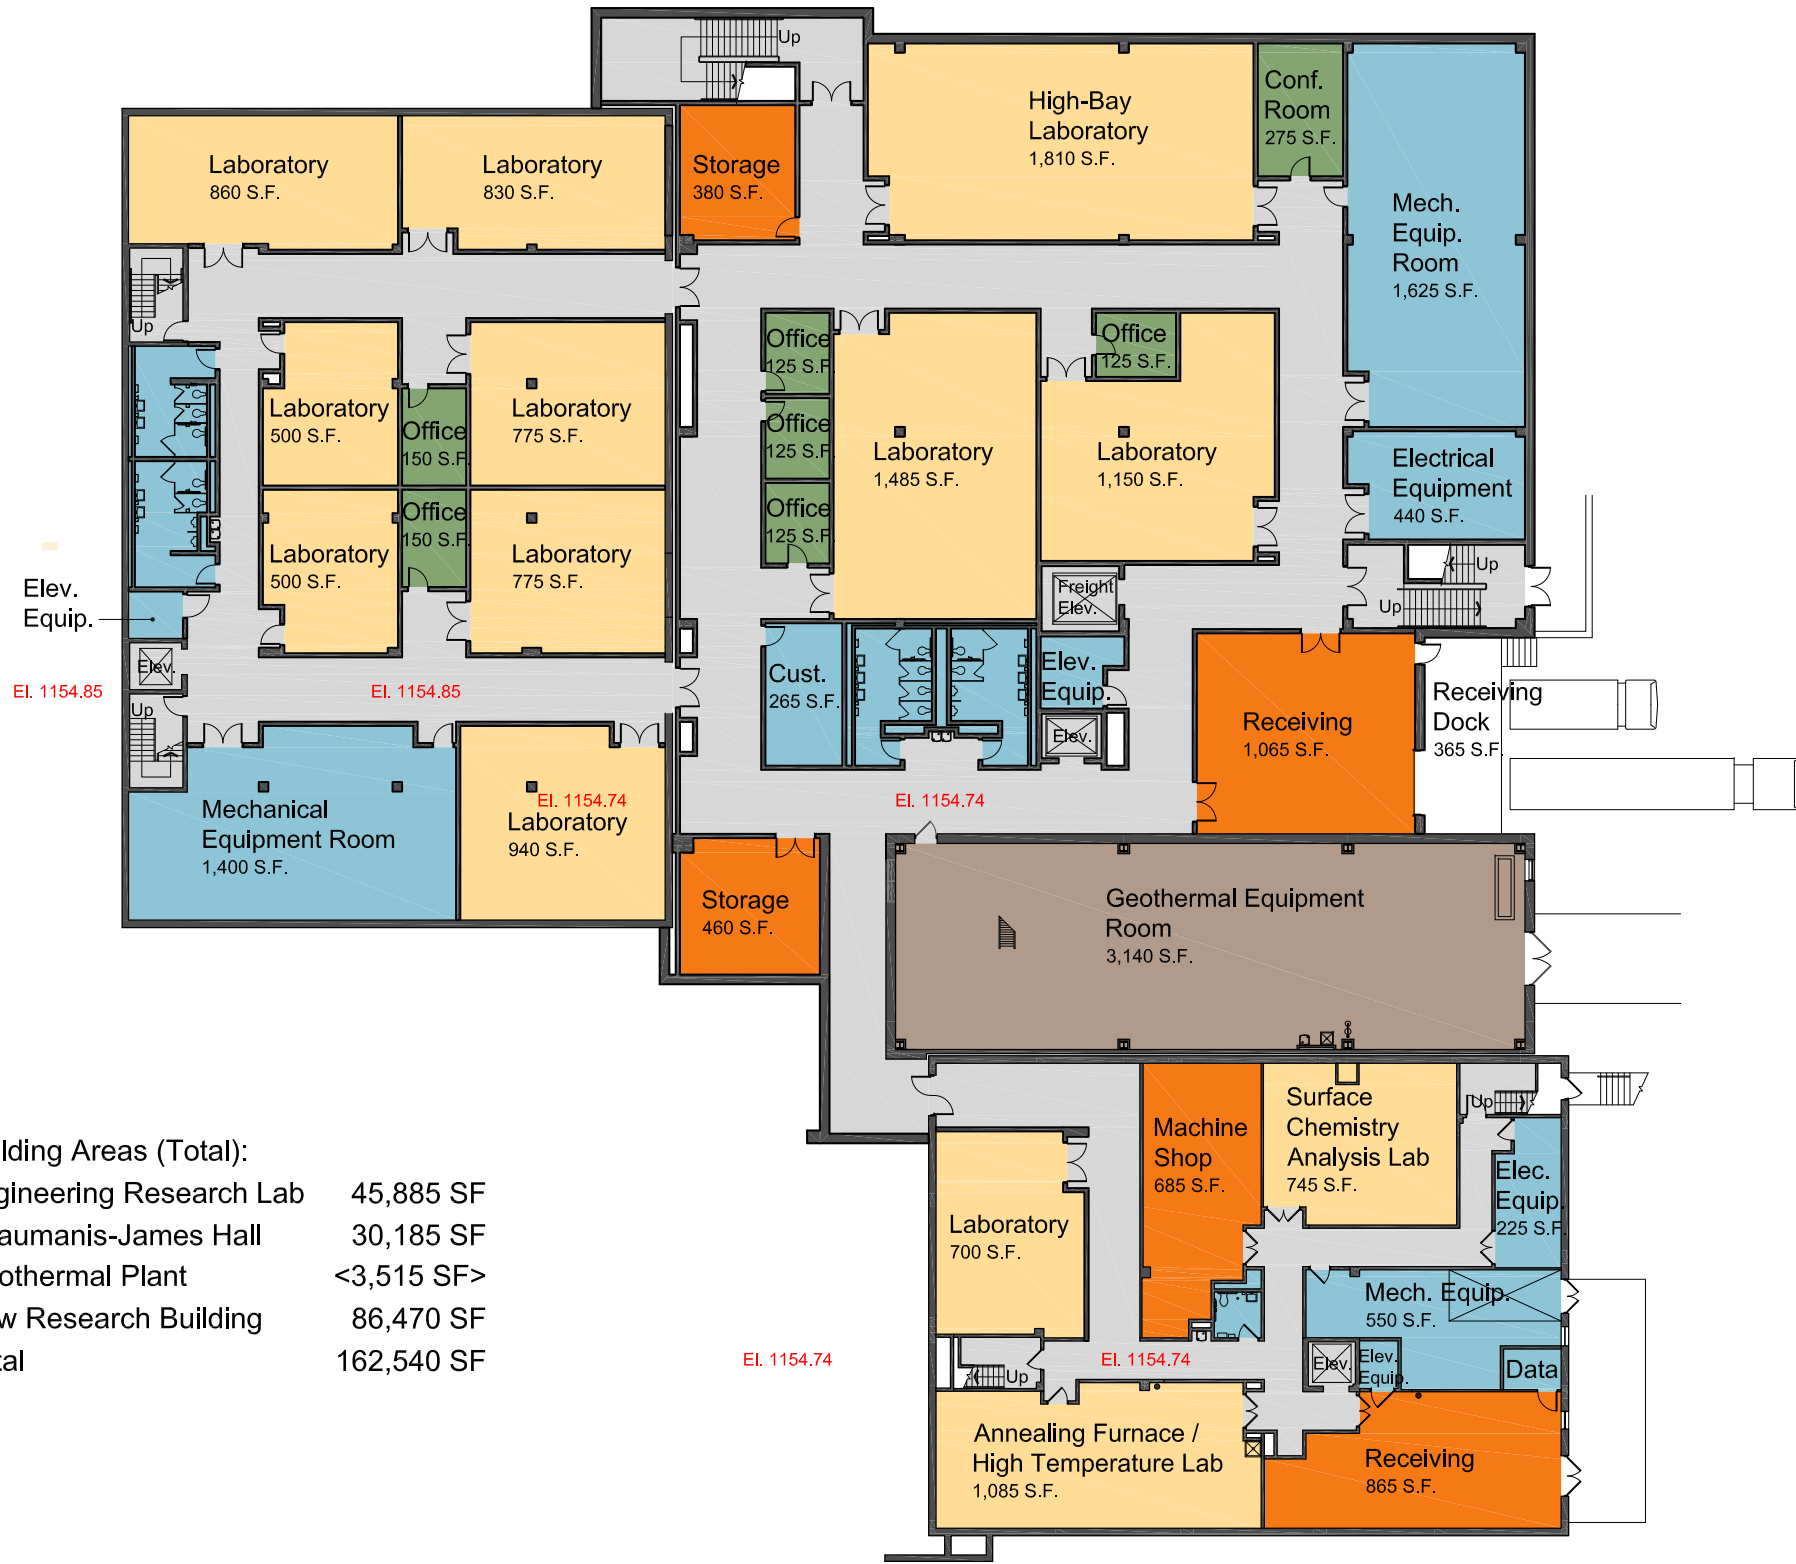 Up
Conf.
Room
275 S.F.
High-Bay
Laboratory
1,810 S.F.
Laboratory
860 S.F.
Laboratory
830 S.F.
Storage
380 S.F.
Mech.
Equip.
Room
1,625 S.F.
Up
Office
125 S.F.
Office
125 S.F.
Laboratory
500 S.F.
Office
150 S.F.
Laboratory
775 S.F.
Office
125 S.F.
Laboratory
1,485 S.F.
Laboratory
1,150 S.F.
Electrical
Equipment
440 S.F.
Office
125 S.F.
Laboratory
500 S.F.
Office
150 S.F.
Laboratory
775 S.F.
Elev.
Equip.
Freight
Elev.
Up
Up
Elev.
El. 1154.85
El. 1154.85
Cust.
265 S.F.
Elev.
Equip.
Elev.
Up
Receiving
1,065 S.F.
Receiving
Dock
365 S.F.
Mechanical
Equipment Room
1,400 S.F.
El. 1154.74
Laboratory
940 S.F.
El. 1154.74
Storage
460 S.F.
Geothermal Equipment
Room
3,140 S.F.
Machine
Shop
685 S.F.
Surface
Chemistry
Analysis Lab
745 S.F.
Up
Elec.
Equip.
225 S.F.
Laboratory
700 S.F.
Mech. Equip.
550 S.F.
lding Areas (Total):
gineering Research Lab 45,885 SF
aumanis-James Hall 30,185 SF
othermal Plant <3,515 SF>
w Research Building 86,470 SF
tal 162,540 SF
El. 1154.74
El. 1154.74
Up
Elev.
Elev.
Equip.
Data
Annealing Furnace /
High Temperature Lab
1,085 S.F.
Receiving
865 S.F.